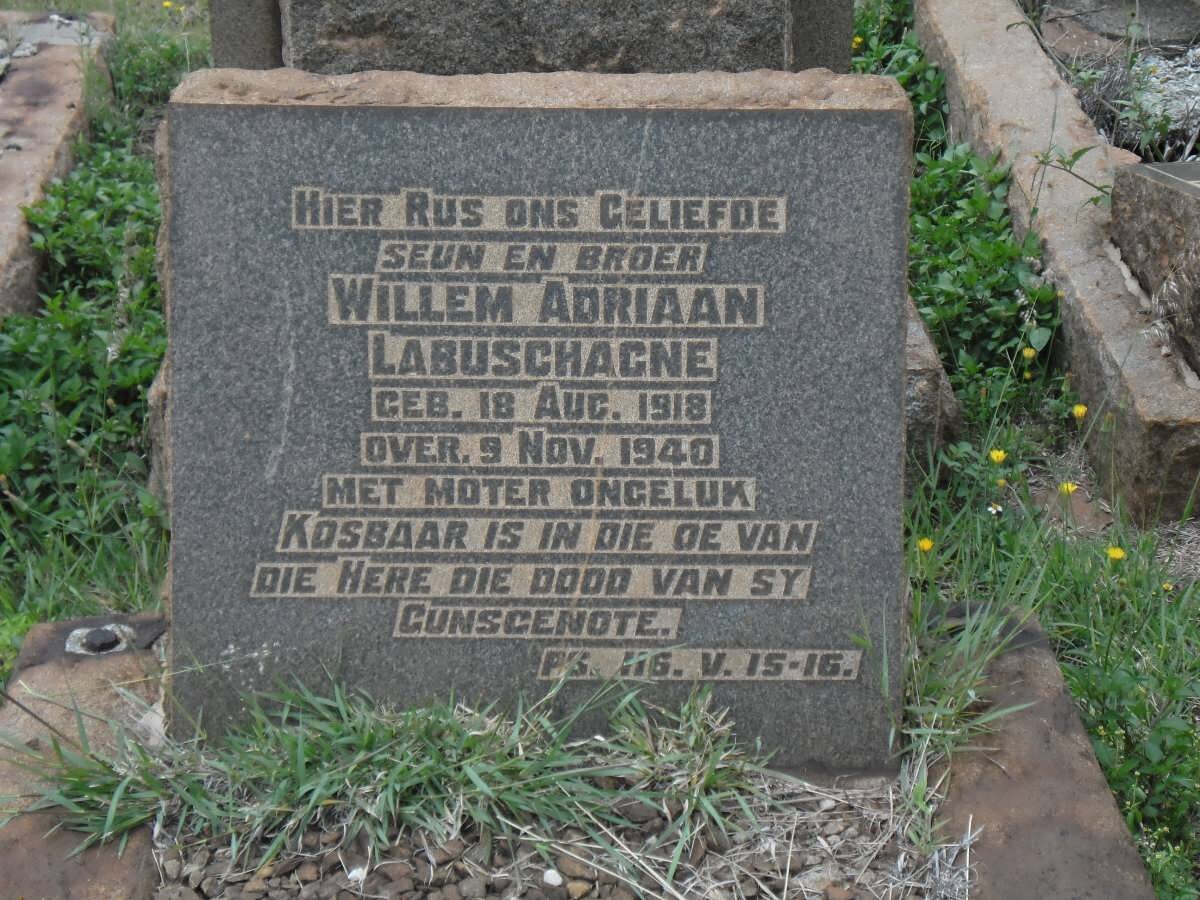 HIER RUS ONS GELIEFDE
SEUN EN BROER
WILLEM ADRIAAN
LABUSCHAGNE
GEB. 18 AUG. 1918
OVER. 9 NOV. 1940
MET MOTER ONGELUK
KOSBAAR IS IN DIE OE VAN
DIE HERE DIE DOOD VAN SY
GUNSGENOTE.
PS. 116. V. 15-16.